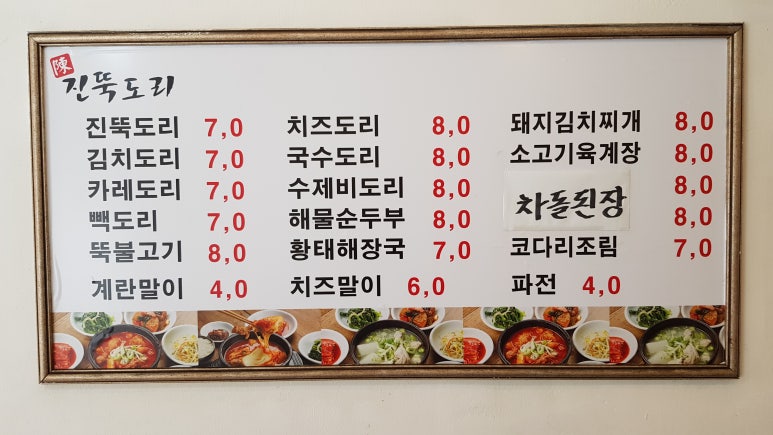 陳
진뚝도리
진뚝도리 7,0
김치도리 7,0
카레도리 7,0
빽도리 7,0
뚝불고기 8,0
계란말이 4,0
치즈도리 8,0
국수도리 8,0
수제비도리 8,0
해물순두부 8,0
황태해장국 7,0
치즈말이 6,0
돼지김치찌개 8,0
소고기육계장 8,0
차돌된장 8,0
8,0
코다리조림 7,0
파전 4,0